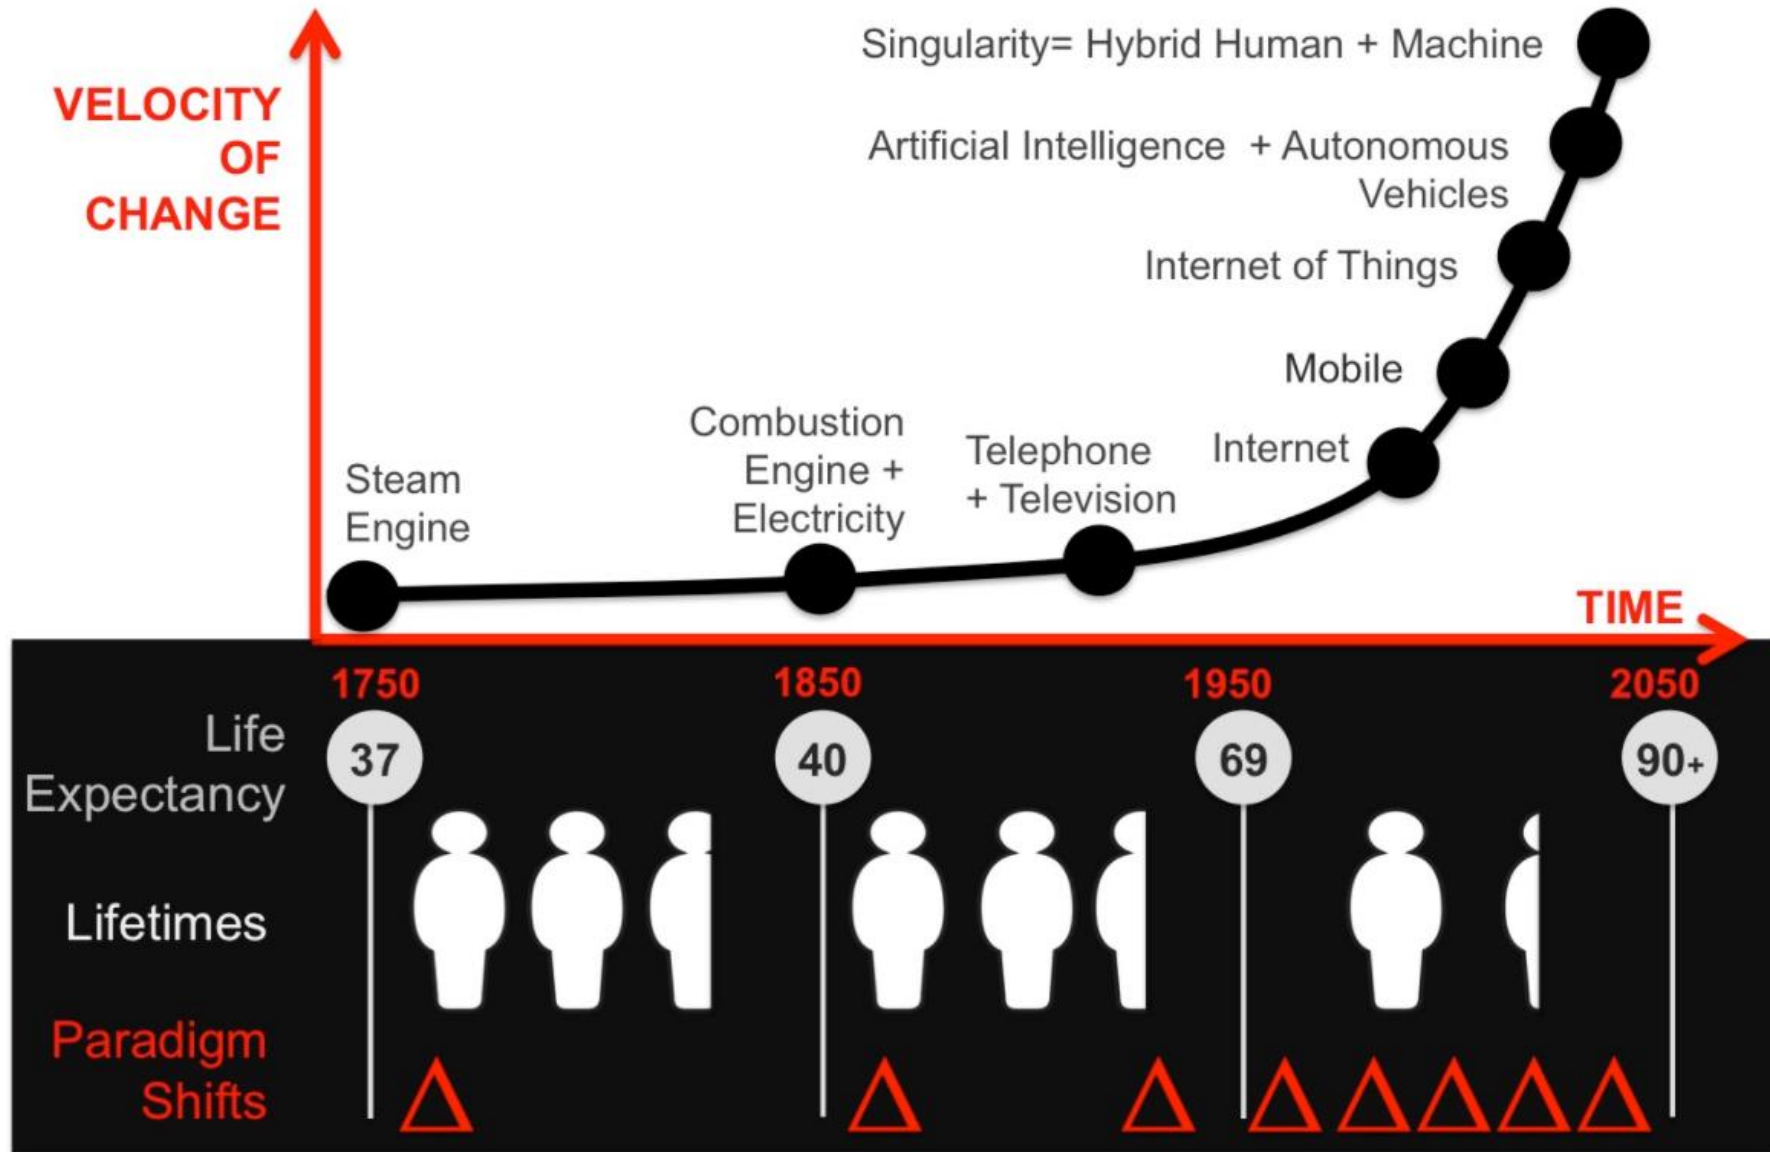 VELOCITY
OF
CHANGE
Singularity= Hybrid Human + Machine
Artificial Intelligence + Autonomous
Vehicles
Internet of Things
Mobile
Internet
Telephone
+ Television
Combustion
Engine +
Electricity
Steam
Engine
TIME
1750 1850 1950 2050
Life
Expectancy
37 40 69 90+
Lifetimes
Paradigm
Shifts